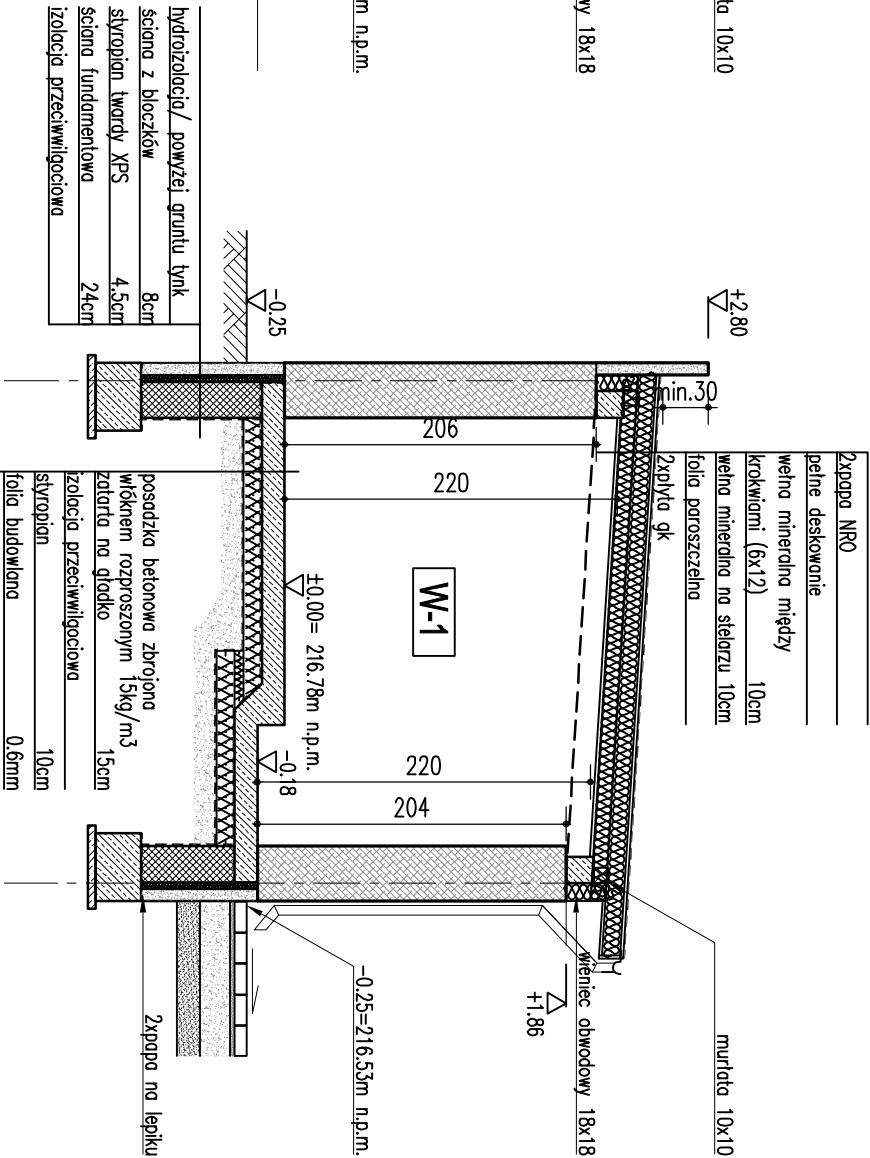 ta 10x10
wy 18x18
m n.p.m.
+2.80
min.30
2xpapa NRO
pełne deskowanie
wełna mineralna między
krokwiami (6x12) 10cm
wełna mineralna na stelarzu 10cm
folia paroszczelna
2xpłyta gk
murłata 10x10
wieniec obwodowy 18x18
+1.86
206
220
W-1
220
204
±0.00= 216.78m n.p.m.
-0.18
-0.25
-0.25=216.53m n.p.m.
2xpapa na lepiku
hydroizolacja/ powyżej gruntu tynk
ściana z bloczków 8cm
styropian twardy XPS 4.5cm
ściana fundamentowa 24cm
izolacja przeciwwilgociowa
posadzka betonowa zbrojona
włóknem rozproszonym 15kg/m3
zatarta na gładko 15cm
izolacja przeciwwilgociowa
styropian 10cm
folia budowlana 0.6mm